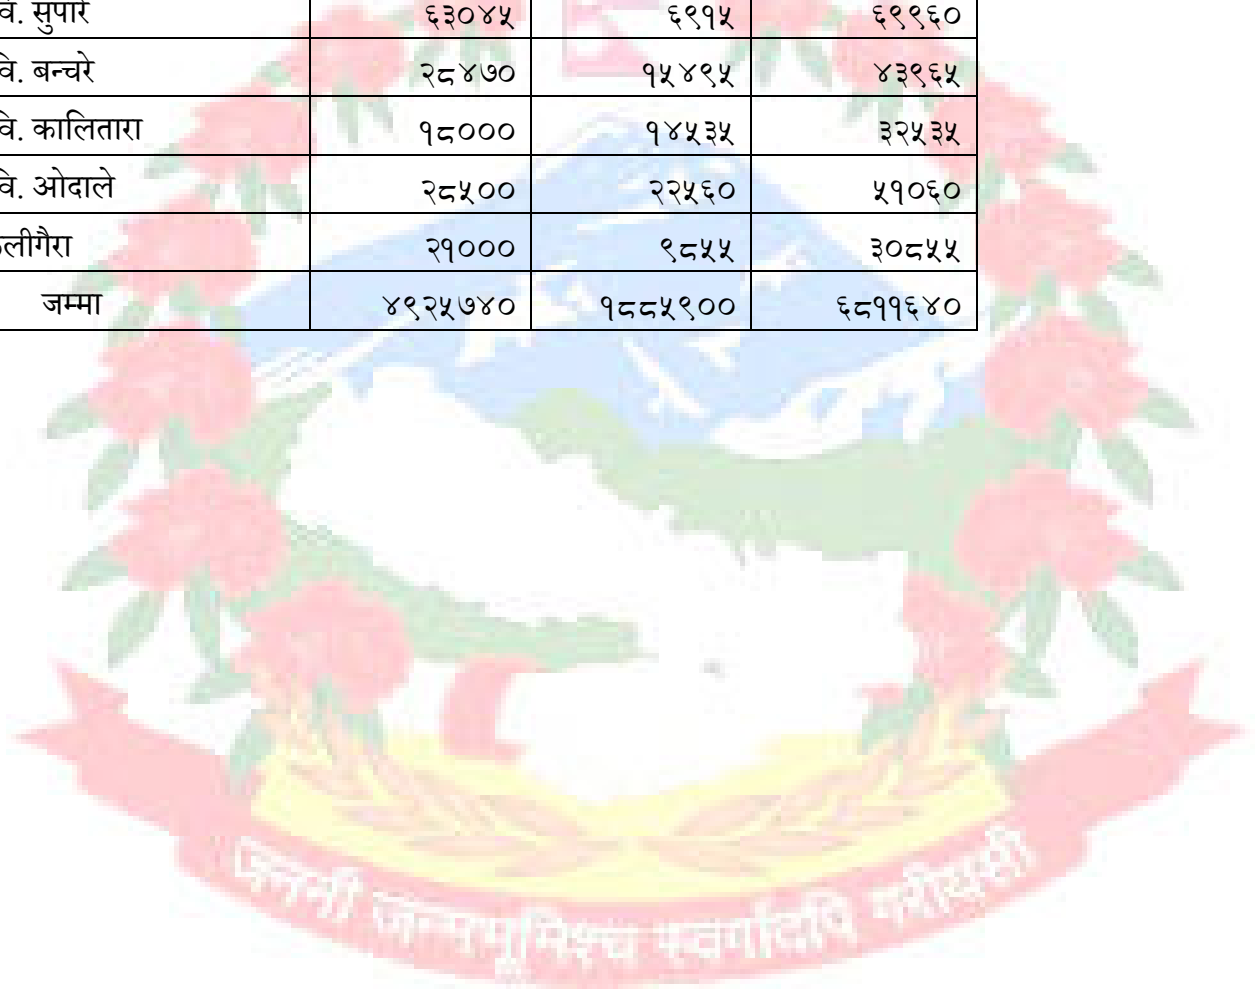 वि. सुपारे ६३०४५ ६९१५ ६९९६०
वि. बन्चरे २८४७० १५४९५ ४३९६५
वि. कालितारा १८००० १४५३५ ३२५३५
वि. ओदाले २८५०० २२५६० ५१०६०
लीगैरा २१००० ९८५५ ३०८५५
जम्मा ४९२५७४० १८८५९०० ६८११६४०
जननी जन्मभूमिश्च स्वर्गादपि गरीयसी